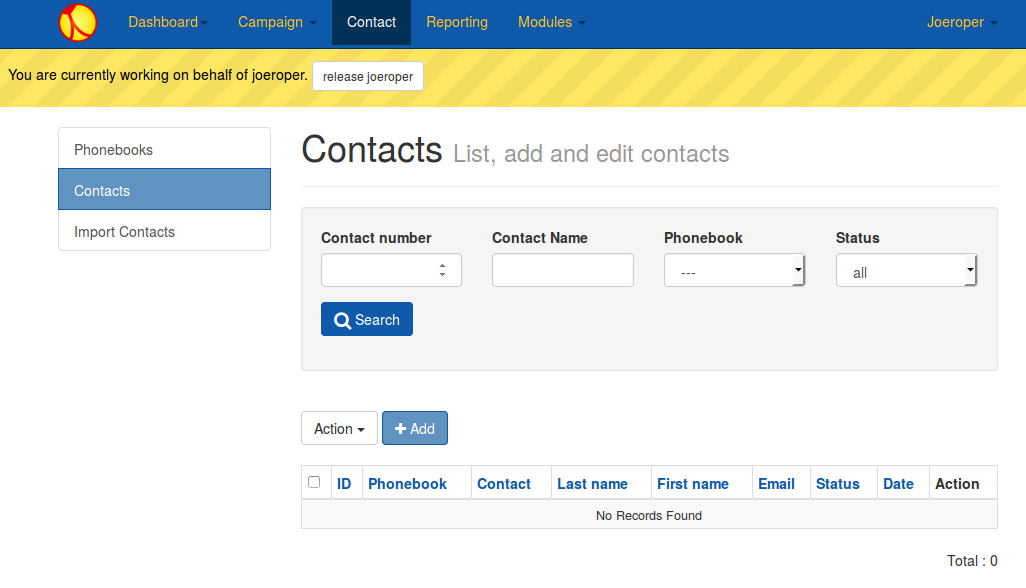 Dashboard Campaign Contact Reporting Modules Joeroper
You are currently working on behalf of joeroper. release joeroper
Phonebooks
Contacts
Import Contacts
Contacts List, add and edit contacts
Contact number Contact Name Phonebook Status
--- all
Search
Action + Add
ID Phonebook Contact Last name First name Email Status Date Action
No Records Found
Total : 0